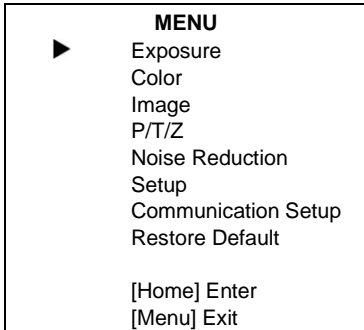 MENU
▶ Exposure
Color
Image
P/T/Z
Noise Reduction
Setup
Communication Setup
Restore Default
[Home] Enter
[Menu] Exit